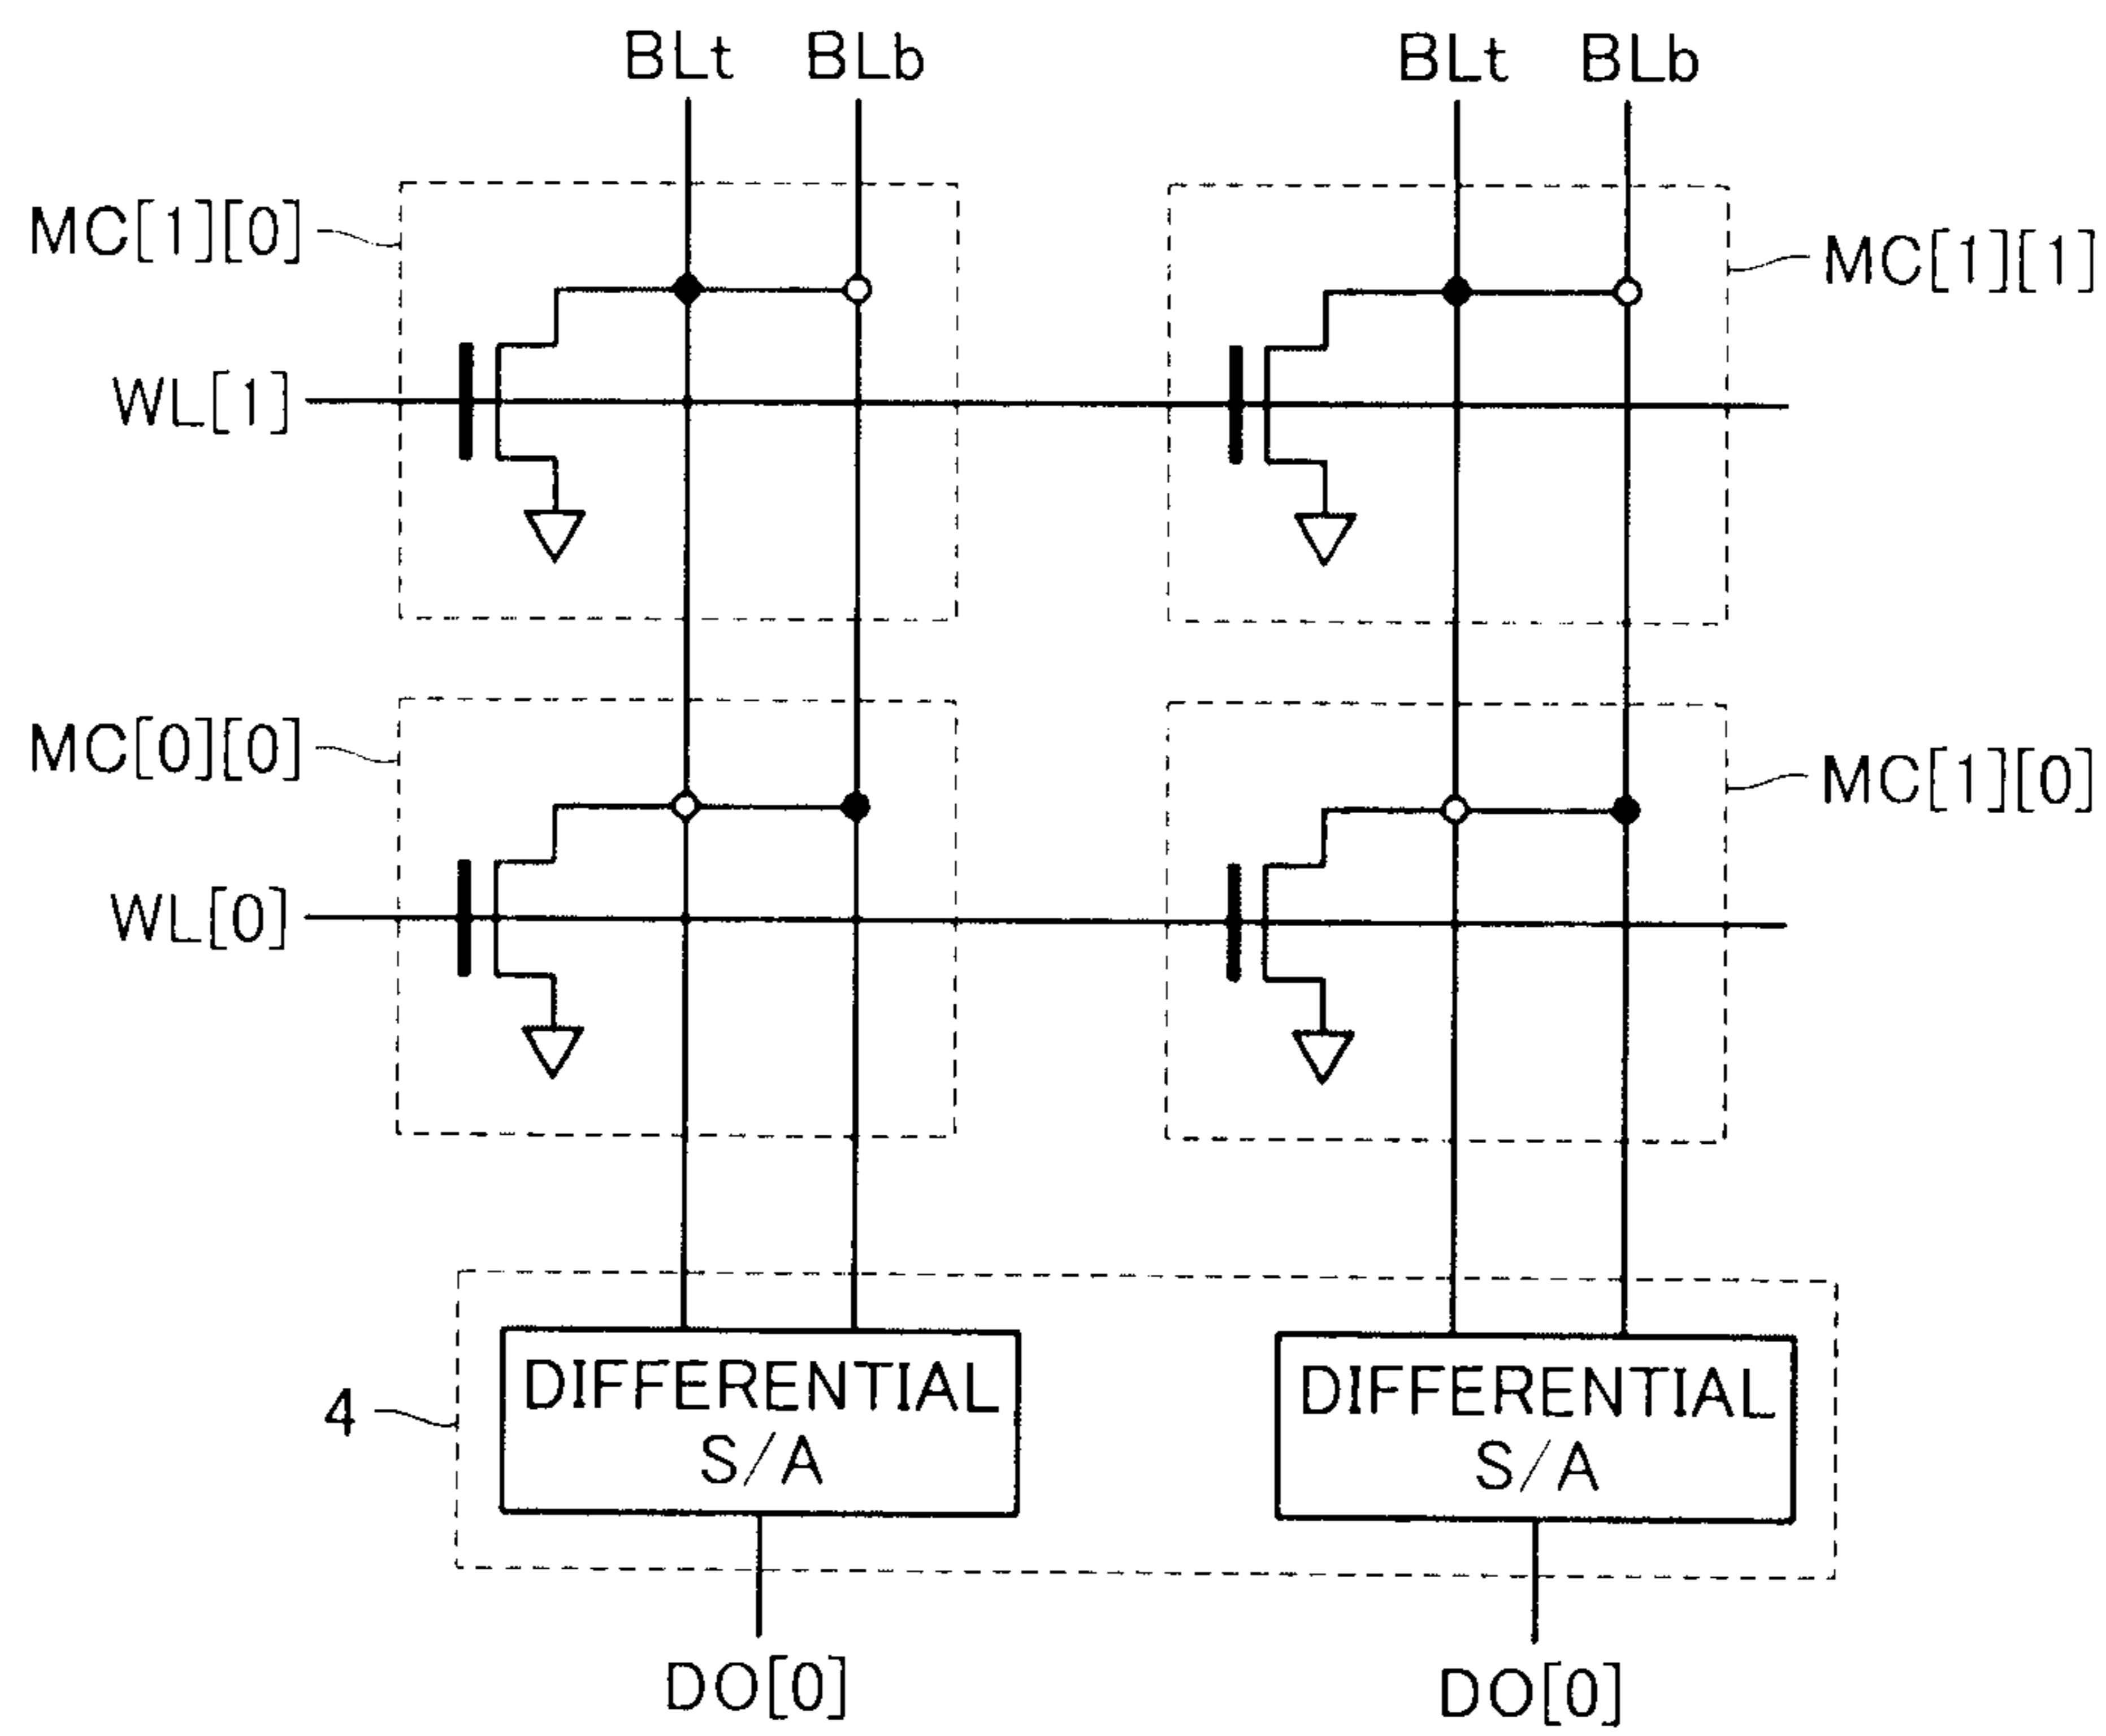 BLt BLb BLt BLb
MC[1][0]
MC[1][1]
WL[1]
MC[0][0]
MC[1][0]
WL[0]
DIFFERENTIAL
S/A
DIFFERENTIAL
S/A
4
DO[0]
DO[0]